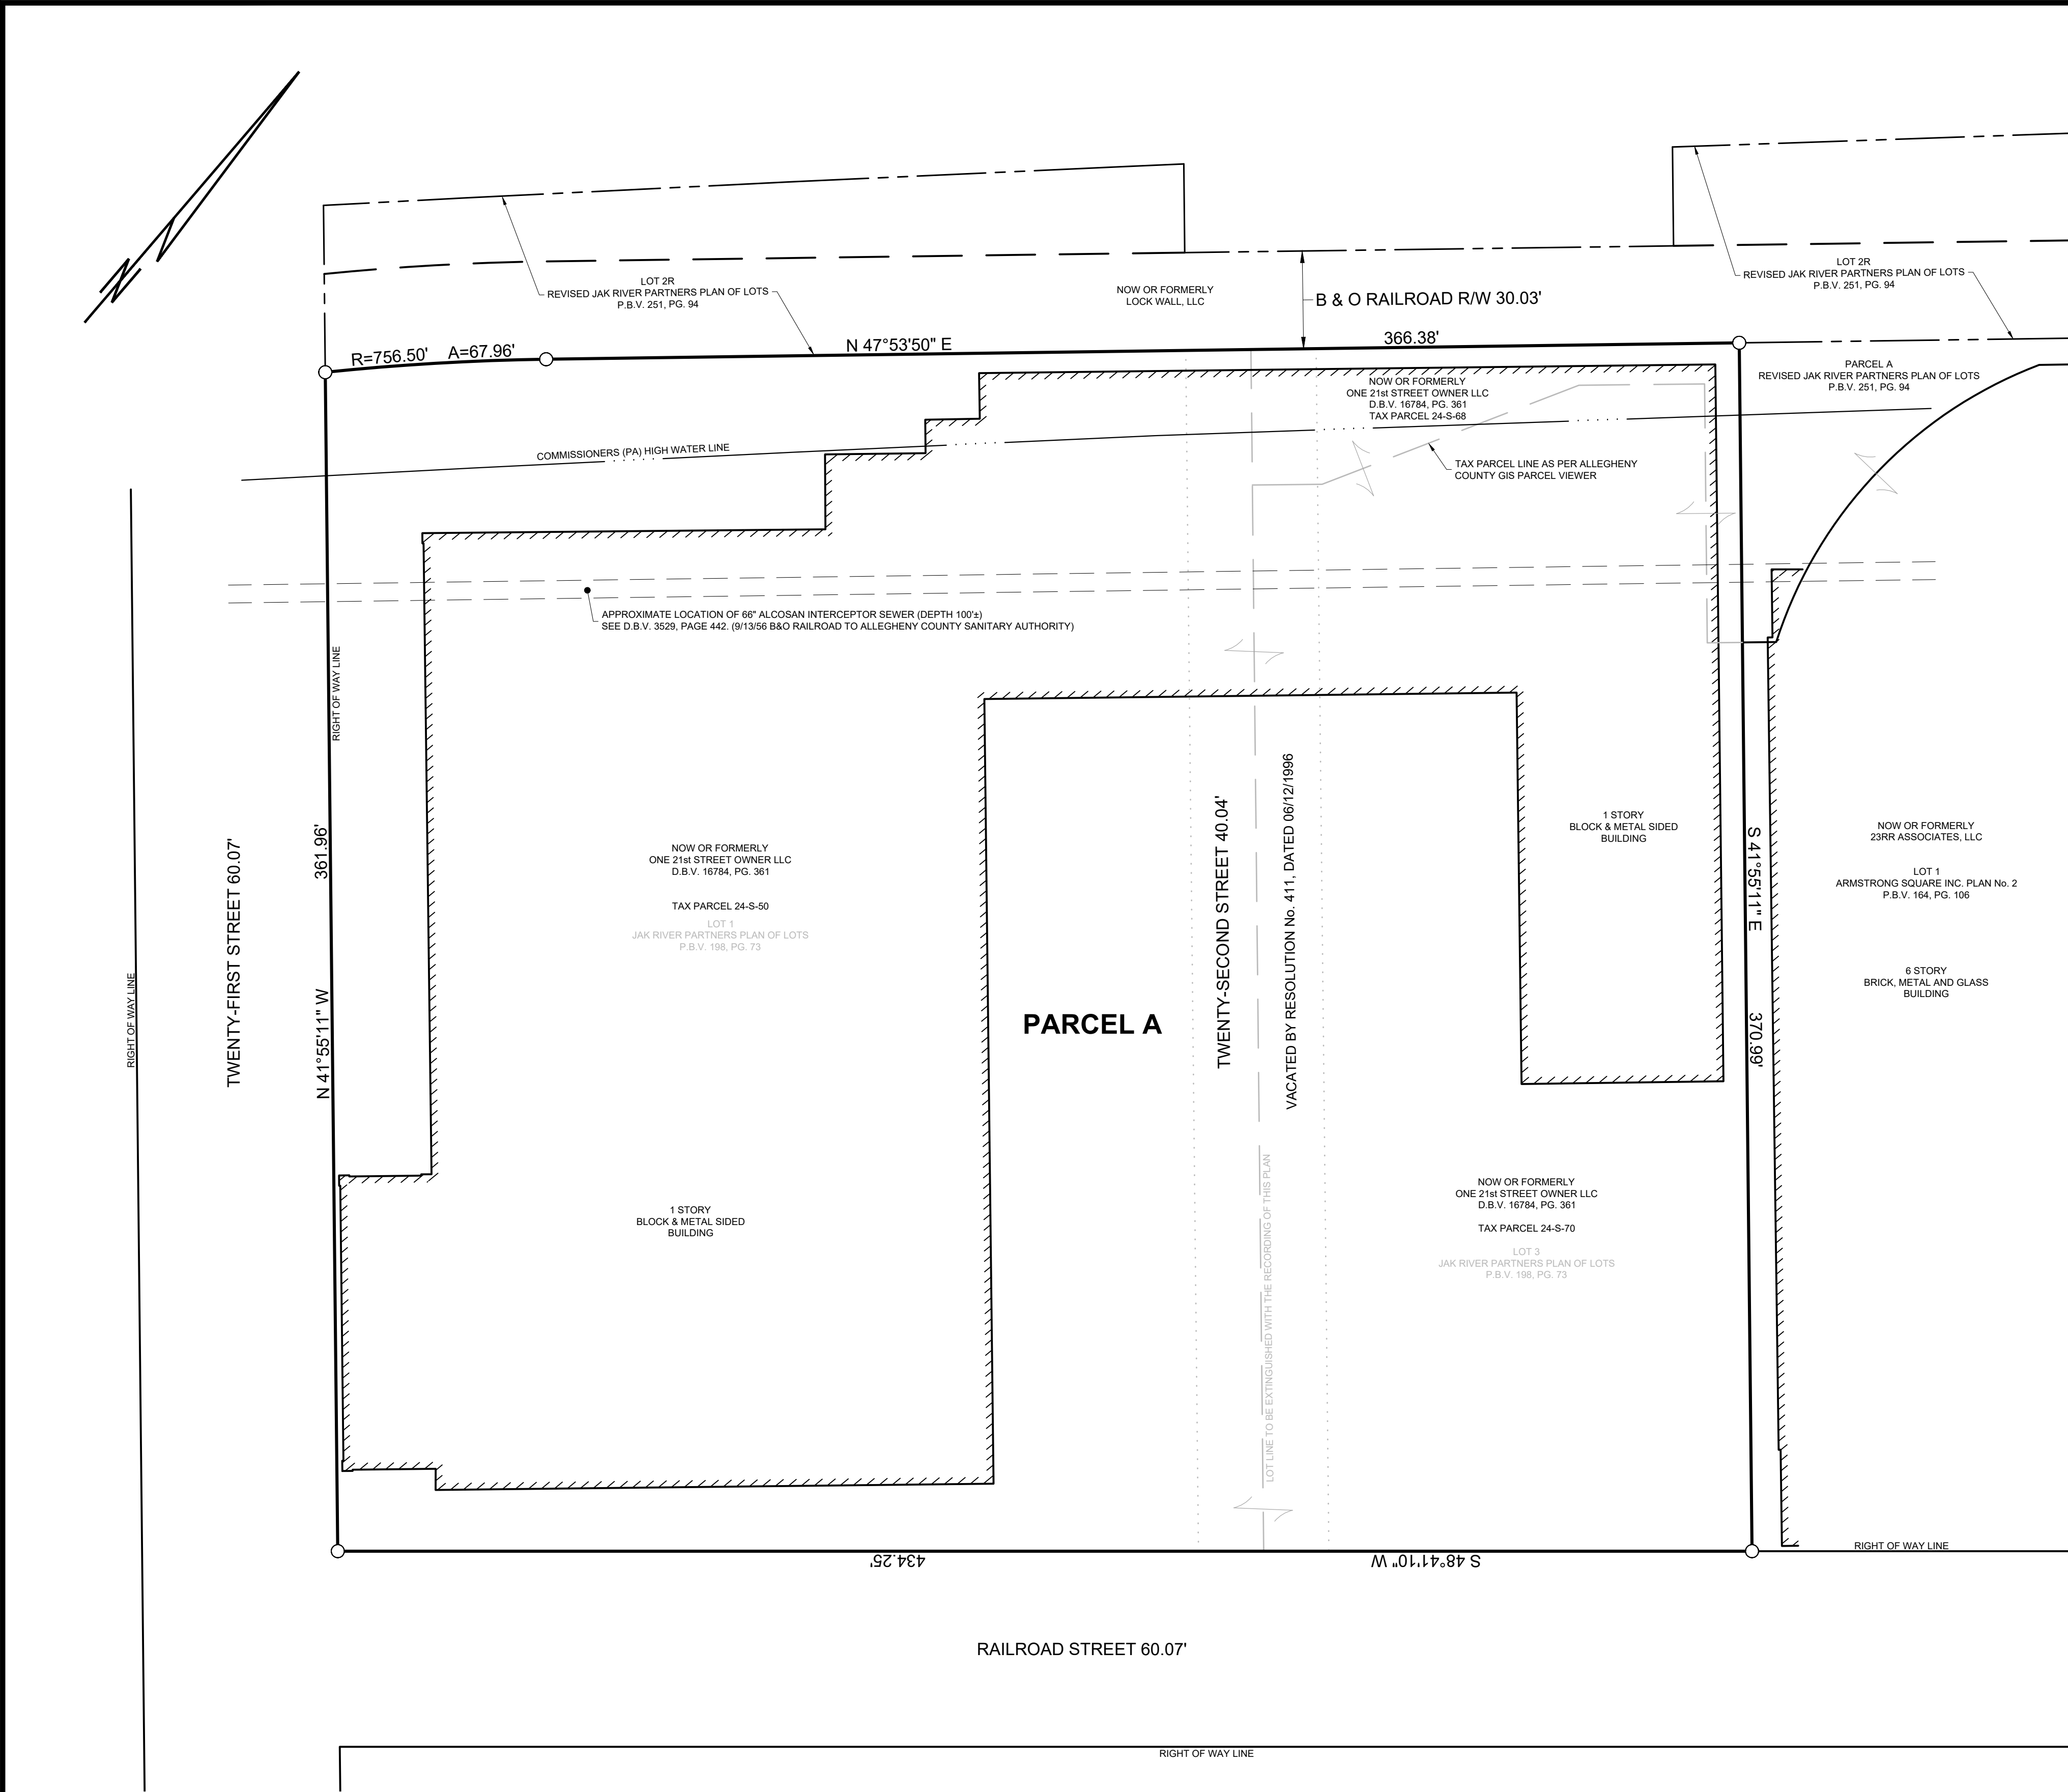 LOT 2R
REVISED JAK RIVER PARTNERS PLAN OF LOTS
P.B.V. 251, PG. 94
NOW OR FORMERLY
LOCK WALL, LLC
B & O RAILROAD R/W 30.03'
LOT 2R
REVISED JAK RIVER PARTNERS PLAN OF LOTS
P.B.V. 251, PG. 94
R=756.50' A=67.96'
N 47°53'50" E
366.38'
PARCEL A
REVISED JAK RIVER PARTNERS PLAN OF LOTS
P.B.V. 251, PG. 94
NOW OR FORMERLY
ONE 21st STREET OWNER LLC
D.B.V. 16784, PG. 361
TAX PARCEL 24-S-68
COMMISSIONERS (PA) HIGH WATER LINE
TAX PARCEL LINE AS PER ALLEGHENY
COUNTY GIS PARCEL VIEWER
APPROXIMATE LOCATION OF 66" ALCOSAN INTERCEPTOR SEWER (DEPTH 100'±)
SEE D.B.V. 3529, PAGE 442. (9/13/56 B&O RAILROAD TO ALLEGHENY COUNTY SANITARY AUTHORITY)
RIGHT OF WAY LINE
RIGHT OF WAY LINE
TWENTY-FIRST STREET 60.07'
N 41°55'11" W
361.96'
NOW OR FORMERLY
ONE 21st STREET OWNER LLC
D.B.V. 16784, PG. 361
TAX PARCEL 24-S-50
LOT 1
JAK RIVER PARTNERS PLAN OF LOTS
P.B.V. 198, PG. 73
1 STORY
BLOCK & METAL SIDED
BUILDING
PARCEL A
TWENTY-SECOND STREET 40.04'
VACATED BY RESOLUTION No. 411, DATED 06/12/1996
LOT LINE TO BE EXTINGUISHED WITH THE RECORDING OF THIS PLAN
1 STORY
BLOCK & METAL SIDED
BUILDING
NOW OR FORMERLY
ONE 21st STREET OWNER LLC
D.B.V. 16784, PG. 361
TAX PARCEL 24-S-70
LOT 3
JAK RIVER PARTNERS PLAN OF LOTS
P.B.V. 198, PG. 73
S 41°55'11" E
370.99'
NOW OR FORMERLY
23RR ASSOCIATES, LLC
LOT 1
ARMSTRONG SQUARE INC. PLAN No. 2
P.B.V. 164, PG. 106
6 STORY
BRICK, METAL AND GLASS
BUILDING
S 48°41'10" W
434.25'
RIGHT OF WAY LINE
RAILROAD STREET 60.07'
RIGHT OF WAY LINE